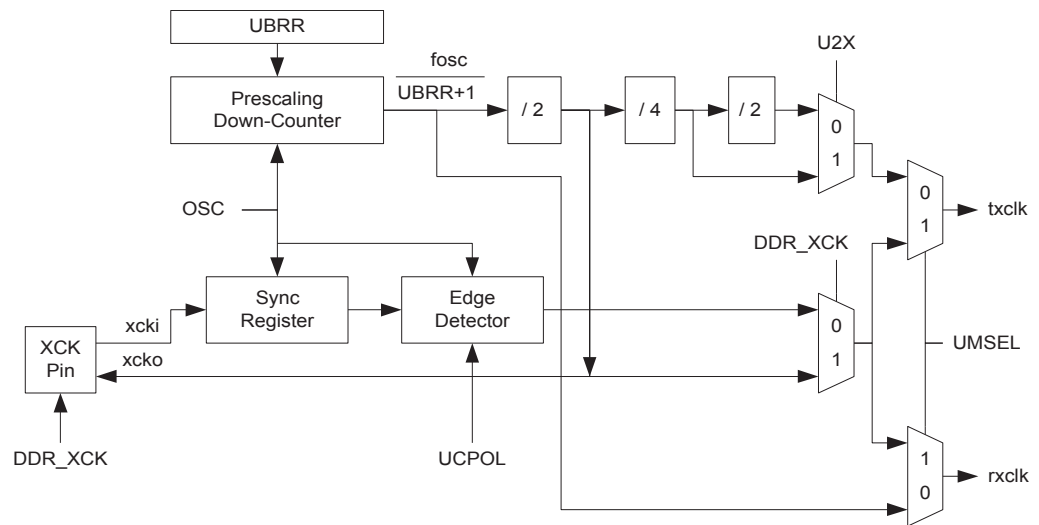 UBRR
U2X
fosc
UBRR+1
Prescaling
Down-Counter
/ 2
/ 4
/ 2
0
1
OSC
0
1
txclk
DDR_XCK
Sync
Register
Edge
Detector
xcki
XCK
Pin
xcko
0
1
UMSEL
DDR_XCK
UCPOL
1
0
rxclk